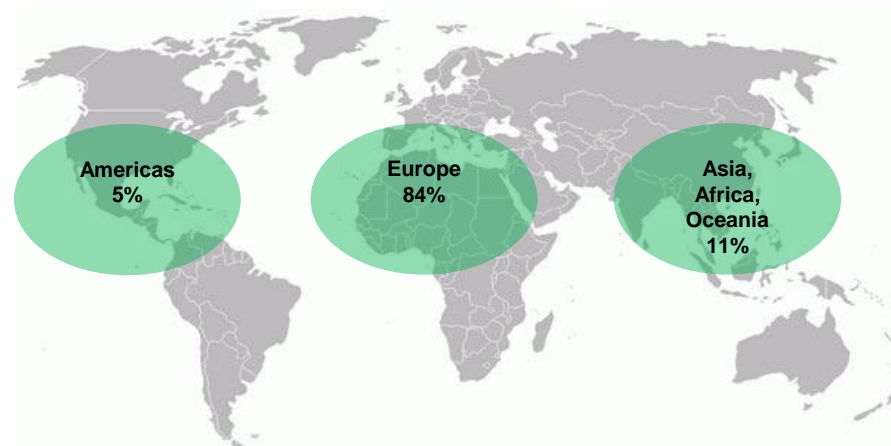 Americas
5%
Europe
84%
Asia,
Africa,
Oceania
11%